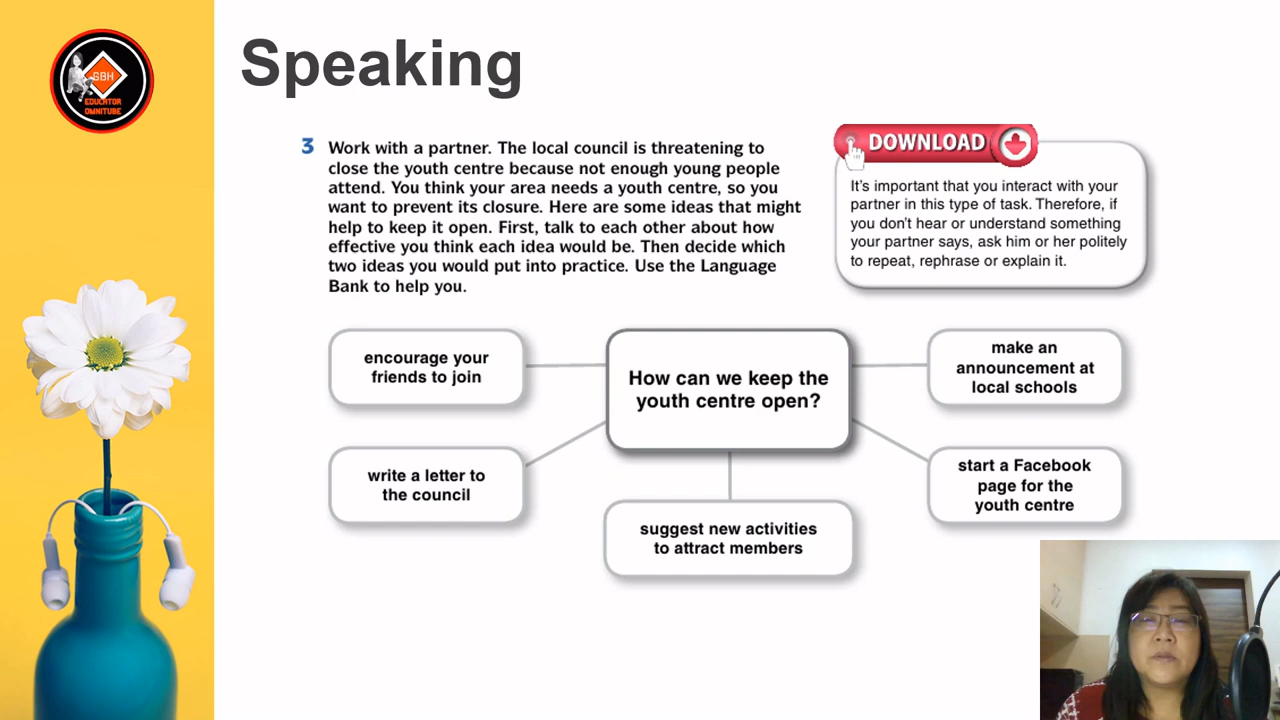 GBH
EDUCATOR
OMNITUBE
Speaking
3 Work with a partner. The local council is threatening to
close the youth centre because not enough young people
attend. You think your area needs a youth centre, so you
want to prevent its closure. Here are some ideas that might
help to keep it open. First, talk to each other about how
effective you think each idea would be. Then decide which
two ideas you would put into practice. Use the Language
Bank to help you.
DOWNLOAD
It's important that you interact with your
partner in this type of task. Therefore, if
you don't hear or understand something
your partner says, ask him or her politely
to repeat, rephrase or explain it.
encourage your
friends to join
How can we keep the
youth centre open?
make an
announcement at
local schools
write a letter to
the council
suggest new activities
to attract members
start a Facebook
page for the
youth centre